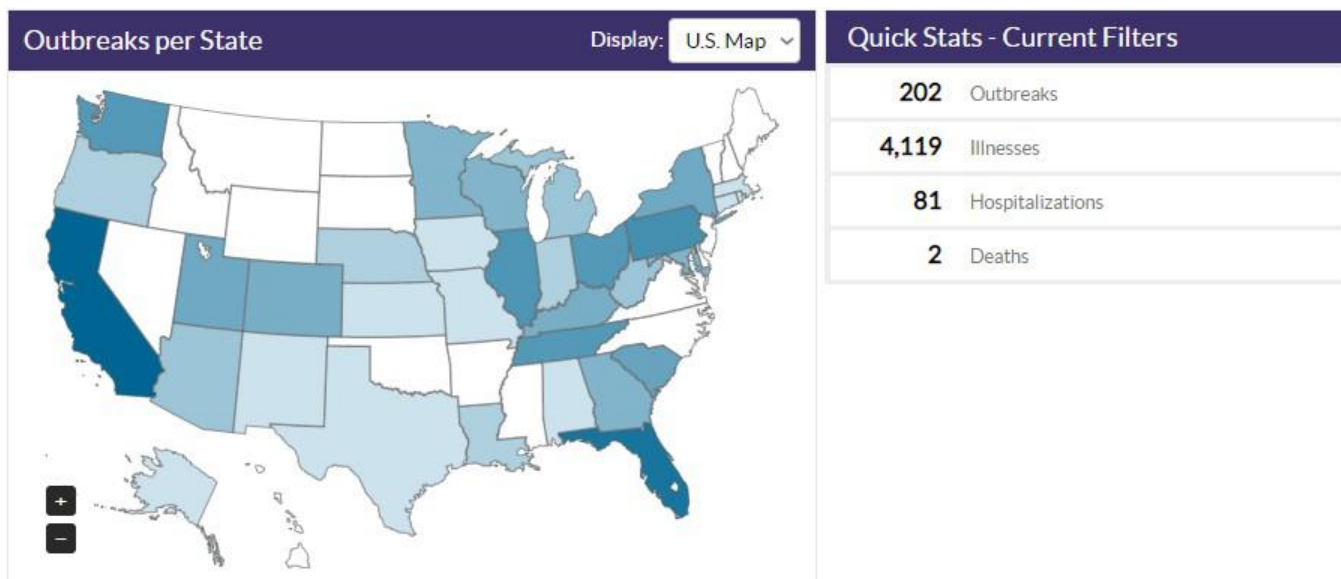 Outbreaks per State
Display: U.S. Map
+
−
Quick Stats - Current Filters
202 Outbreaks
4,119 Illnesses
81 Hospitalizations
2 Deaths